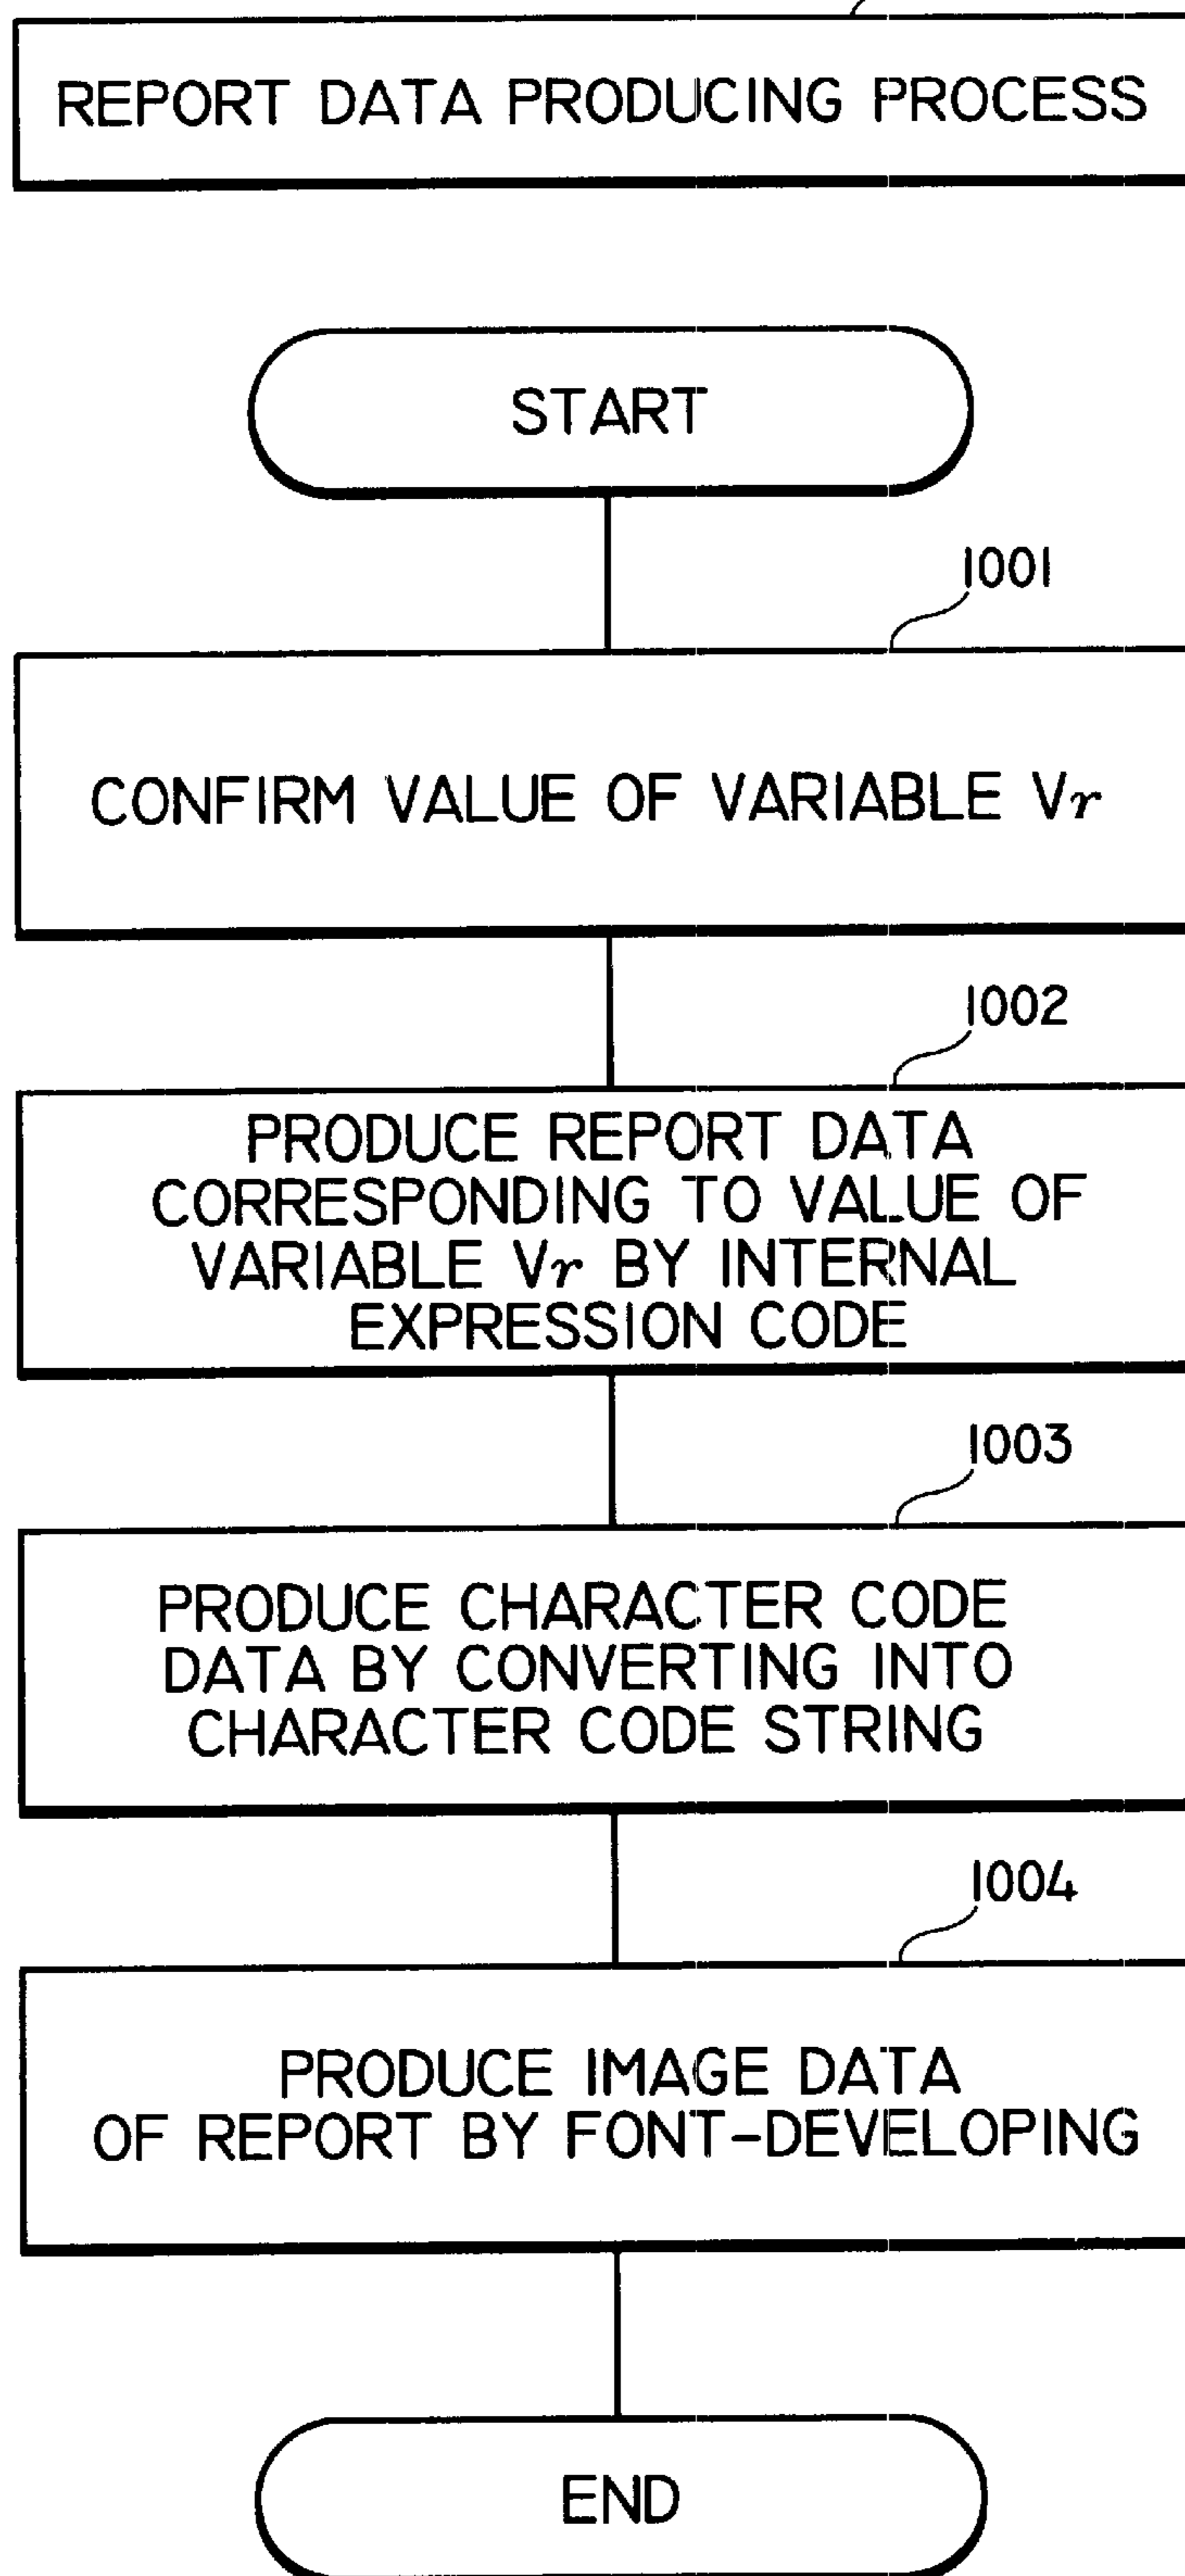 REPORT DATA PRODUCING PROCESS
START
1001
CONFIRM VALUE OF VARIABLE Vr
1002
PRODUCE REPORT DATA
CORRESPONDING TO VALUE OF
VARIABLE Vr BY INTERNAL
EXPRESSION CODE
1003
PRODUCE CHARACTER CODE
DATA BY CONVERTING INTO
CHARACTER CODE STRING
1004
PRODUCE IMAGE DATA
OF REPORT BY FONT-DEVELOPING
END